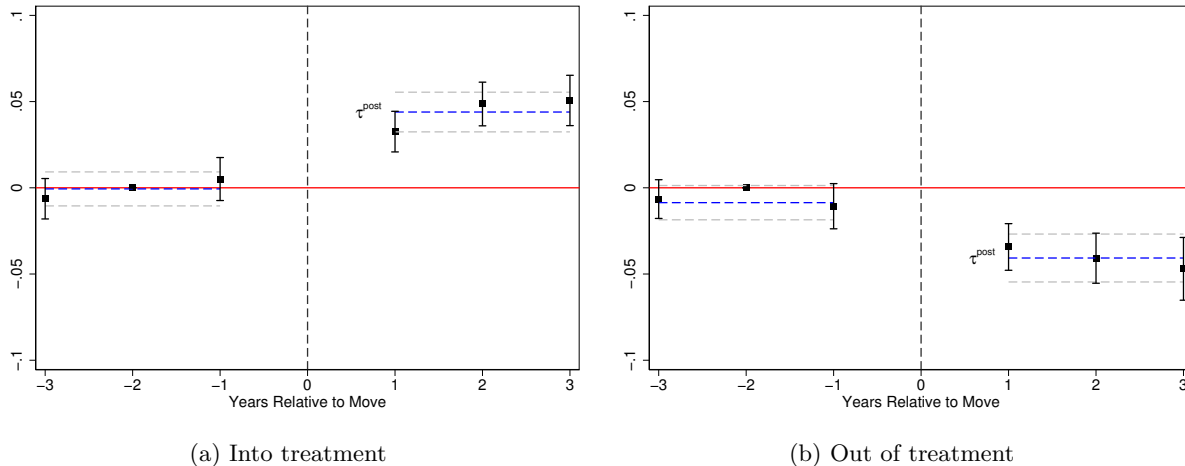 .1
.05
0
−.05
−.1
τ^post
−3 −2 −1 0 1 2 3
Years Relative to Move
(a) Into treatment
.1
.05
0
−.05
−.1
τ^post
−3 −2 −1 0 1 2 3
Years Relative to Move
(b) Out of treatment